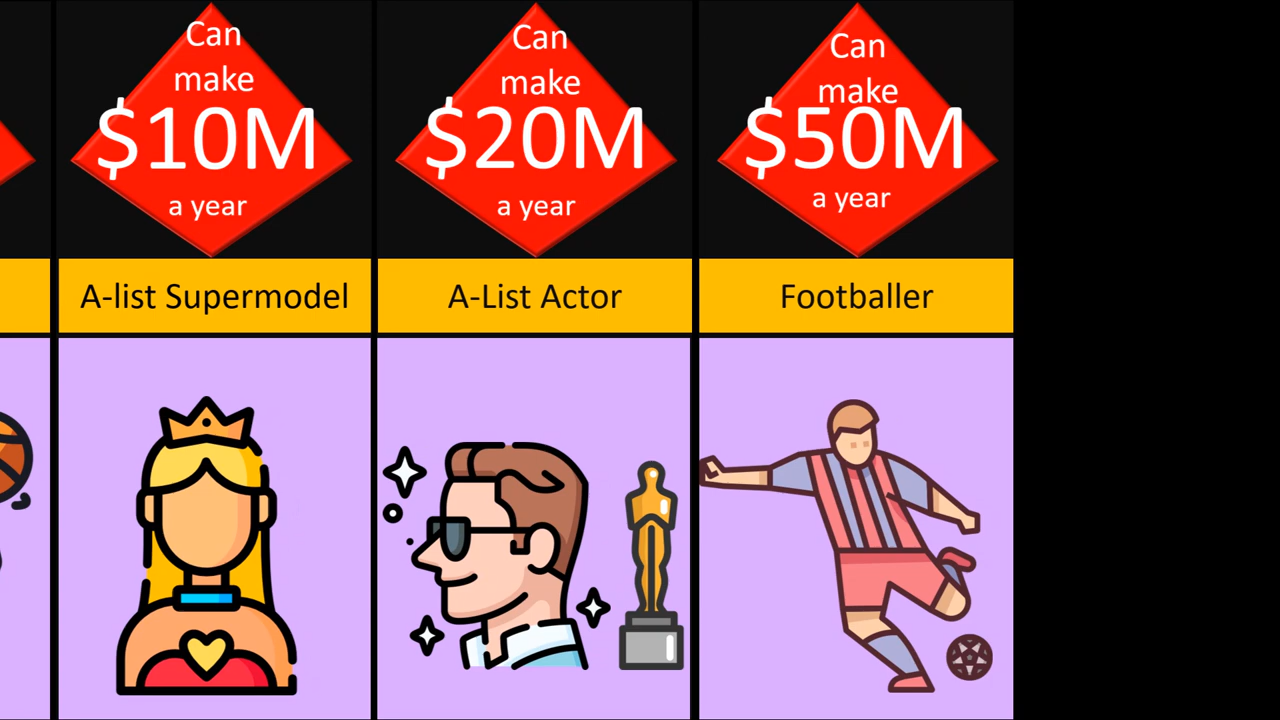 Can
make
$10M
a year
A-list Supermodel
Can
make
$20M
a year
A-List Actor
Can
make
$50M
a year
Footballer